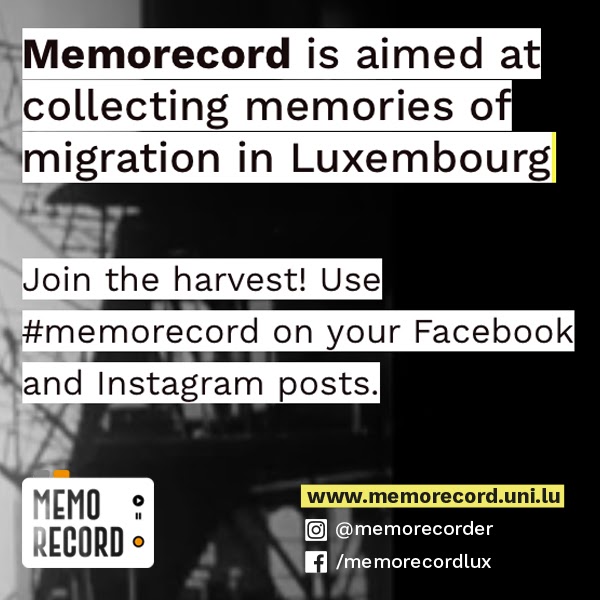 Memorecord is aimed at
collecting memories of
migration in Luxembourg
Join the harvest! Use
#memorecord on your Facebook
and Instagram posts.
MEMO
RECORD
www.memorecord.uni.lu
@memorecorder
/memorecordlux